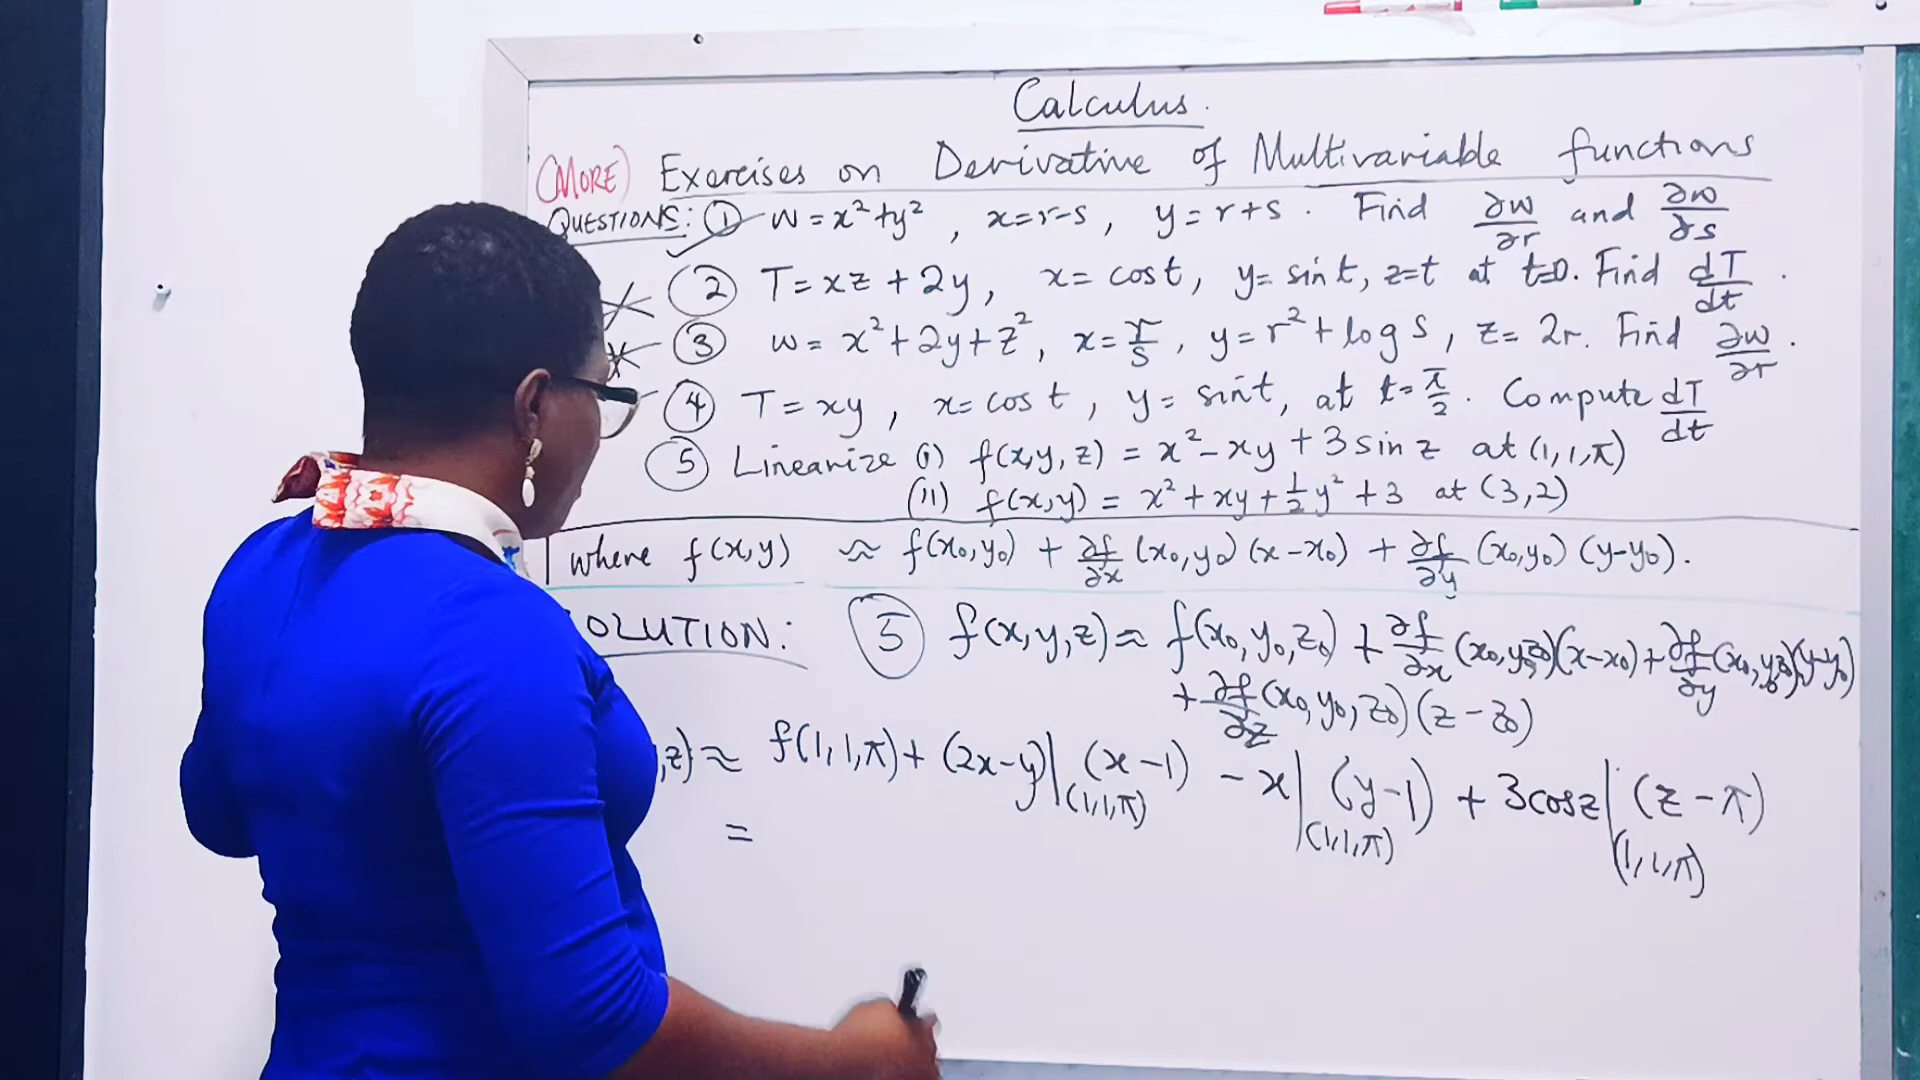 Calculus.
(MORE) Exercises on Derivative of Multivariable functions
QUESTIONS: ① w = x²+y², x=r-s, y=r+s. Find ∂w/∂r and ∂w/∂s
② T = xz + 2y, x = cos t, y = sin t, z=t at t=0. Find dT/dt.
③ w = x² + 2y + z², x = r/s, y = r² + log s, z = 2r. Find ∂w/∂r.
④ T = xy, x = cos t, y = sin t, at t = π/2. Compute dT/dt
⑤ Linearize (i) f(x,y,z) = x² - xy + 3 sin z at (1,1,π)
(ii) f(x,y) = x² + xy + ½y² + 3 at (3,2)
where f(x,y) ≈ f(x₀,y₀) + ∂f/∂x (x₀,y₀)(x-x₀) + ∂f/∂y (x₀,y₀)(y-y₀).
OLUTION: ⑤ f(x,y,z) ≈ f(x₀,y₀,z₀) + ∂f/∂x (x₀,y₀,z₀)(x-x₀) + ∂f/∂y (x₀,y₀,z₀)(y-y₀)
+ ∂f/∂z (x₀,y₀,z₀)(z-z₀)
,z) ≈ f(1,1,π) + (2x-y)|(1,1,π) (x-1) - x|(1,1,π) (y-1) + 3cosz|(1,1,π) (z-π)
=